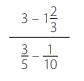 3 – 1 2/3
3/5 – 1/10